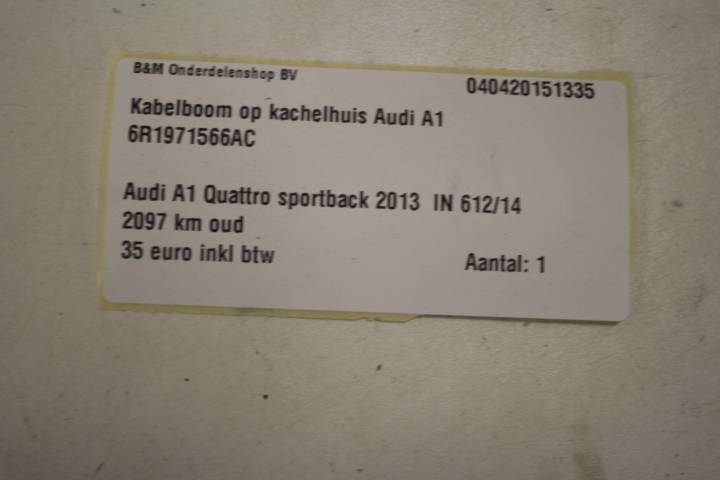 B&M Onderdelenshop BV
040420151335
Kabelboom op kachelhuis Audi A1
6R1971566AC
Audi A1 Quattro sportback 2013 IN 612/14
2097 km oud
35 euro inkl btw
Aantal: 1